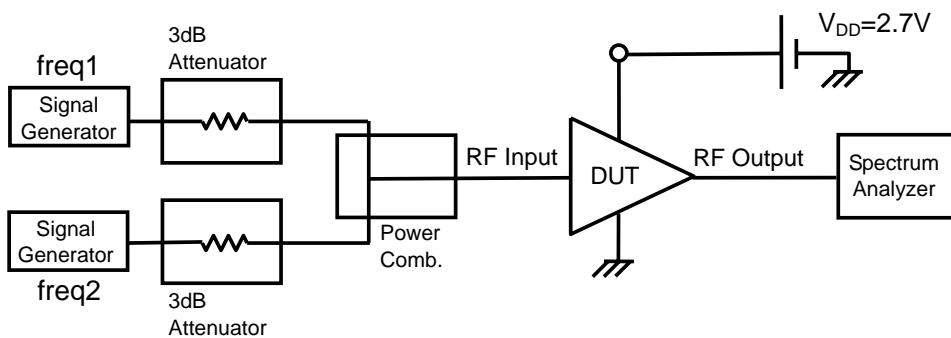 3dB
Attenuator
freq1
Signal
Generator
V_DD=2.7V
RF Input
DUT
RF Output
Spectrum
Analyzer
Signal
Generator
freq2
Power
Comb.
3dB
Attenuator